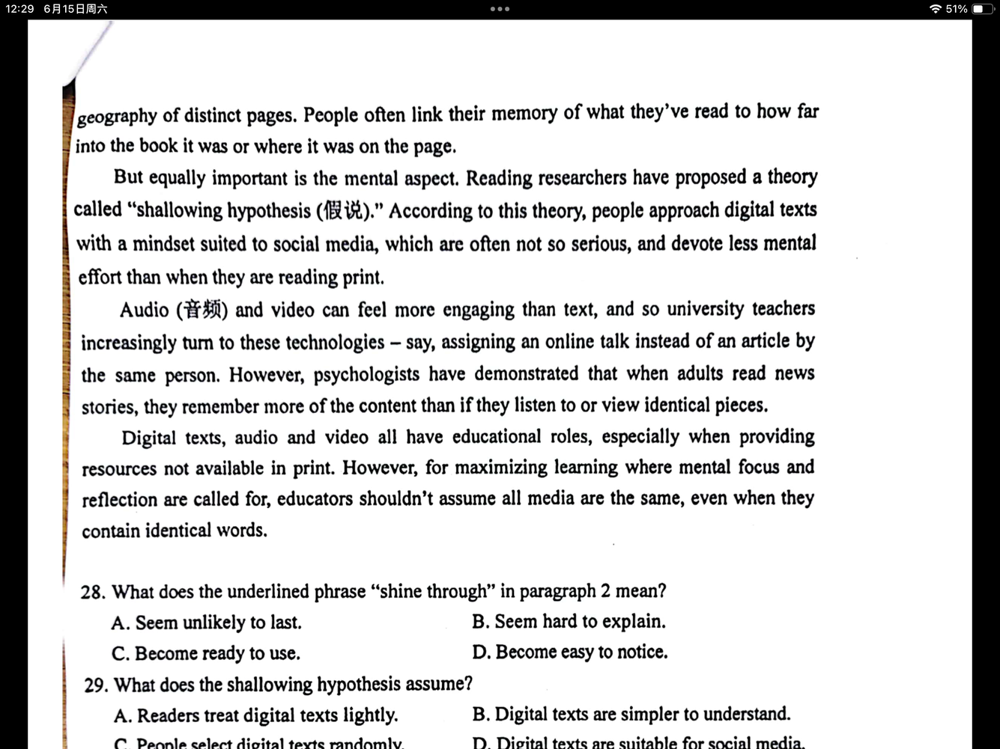 12:29 6月15日周六
51%
geography of distinct pages. People often link their memory of what they've read to how far
into the book it was or where it was on the page.
But equally important is the mental aspect. Reading researchers have proposed a theory
called “shallowing hypothesis (假说).” According to this theory, people approach digital texts
with a mindset suited to social media, which are often not so serious, and devote less mental
effort than when they are reading print.
Audio (音频) and video can feel more engaging than text, and so university teachers
increasingly turn to these technologies – say, assigning an online talk instead of an article by
the same person. However, psychologists have demonstrated that when adults read news
stories, they remember more of the content than if they listen to or view identical pieces.
Digital texts, audio and video all have educational roles, especially when providing
resources not available in print. However, for maximizing learning where mental focus and
reflection are called for, educators shouldn't assume all media are the same, even when they
contain identical words.
28. What does the underlined phrase “shine through” in paragraph 2 mean?
A. Seem unlikely to last. B. Seem hard to explain.
C. Become ready to use. D. Become easy to notice.
29. What does the shallowing hypothesis assume?
A. Readers treat digital texts lightly. B. Digital texts are simpler to understand.
C. People select digital texts randomly. D. Digital texts are suitable for social media.